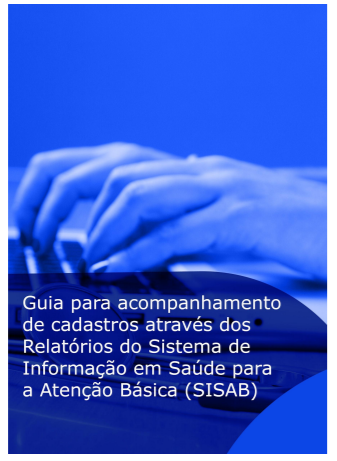 Guia para acompanhamento
de cadastros através dos
Relatórios do Sistema de
Informação em Saúde para
a Atenção Básica (SISAB)